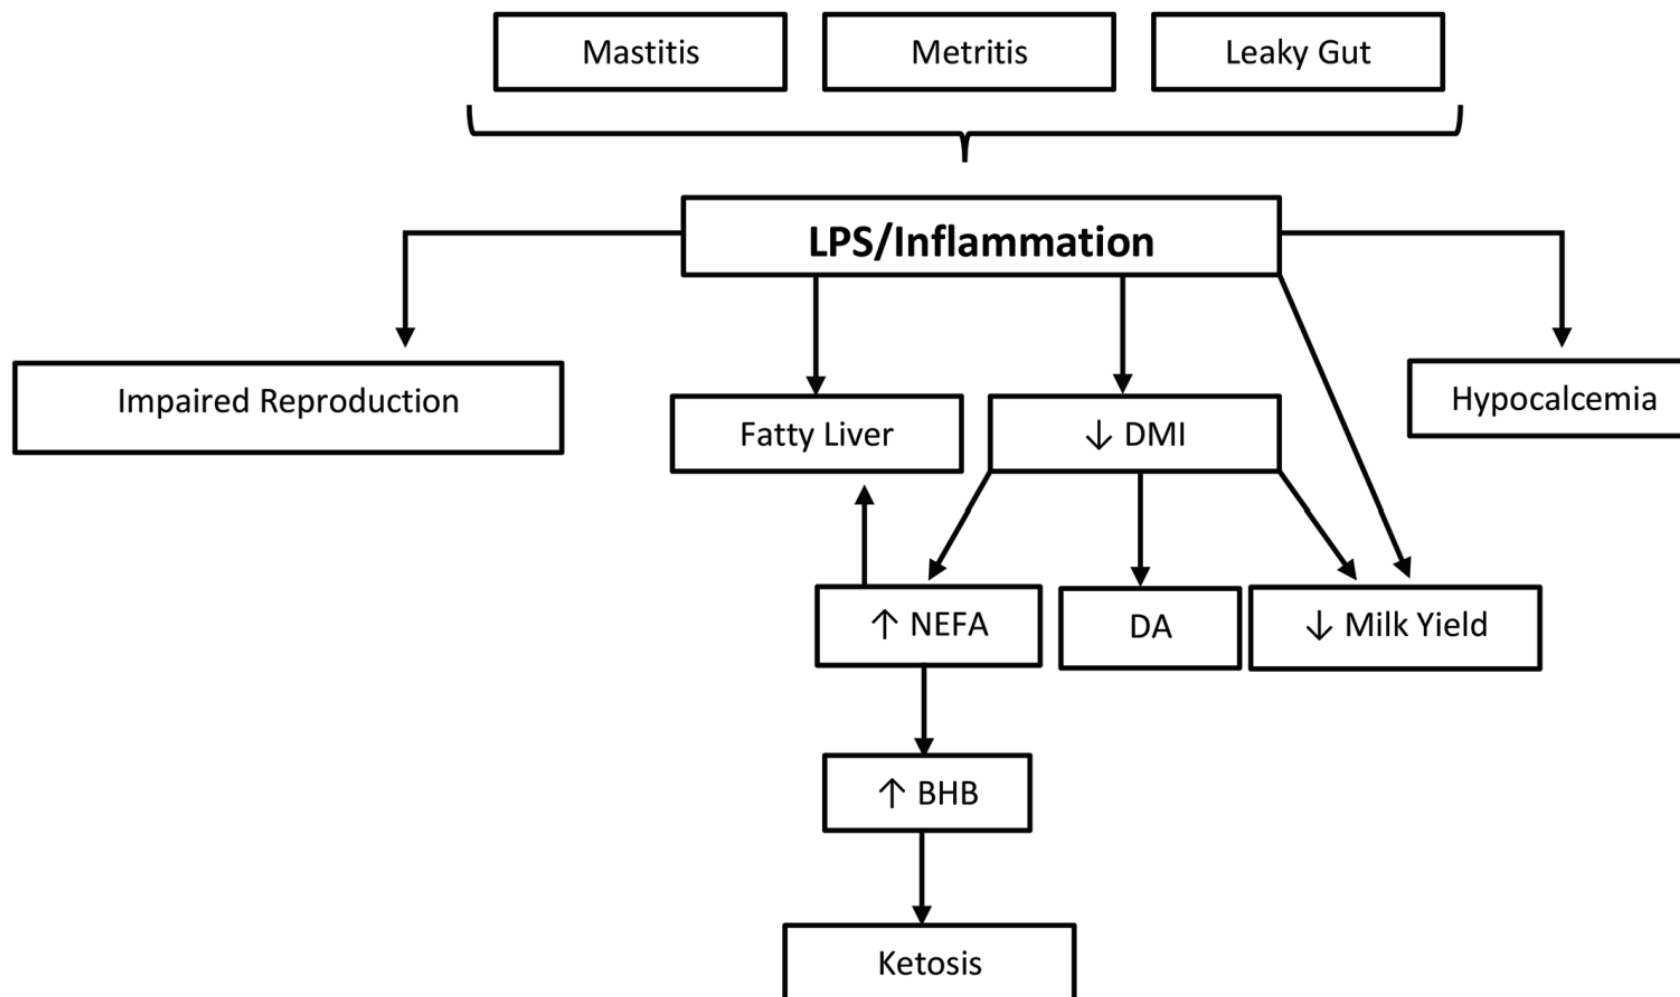 Mastitis
Metritis
Leaky Gut
LPS/Inflammation
Impaired Reproduction
Fatty Liver
↓ DMI
Hypocalcemia
↑ NEFA
DA
↓ Milk Yield
↑ BHB
Ketosis